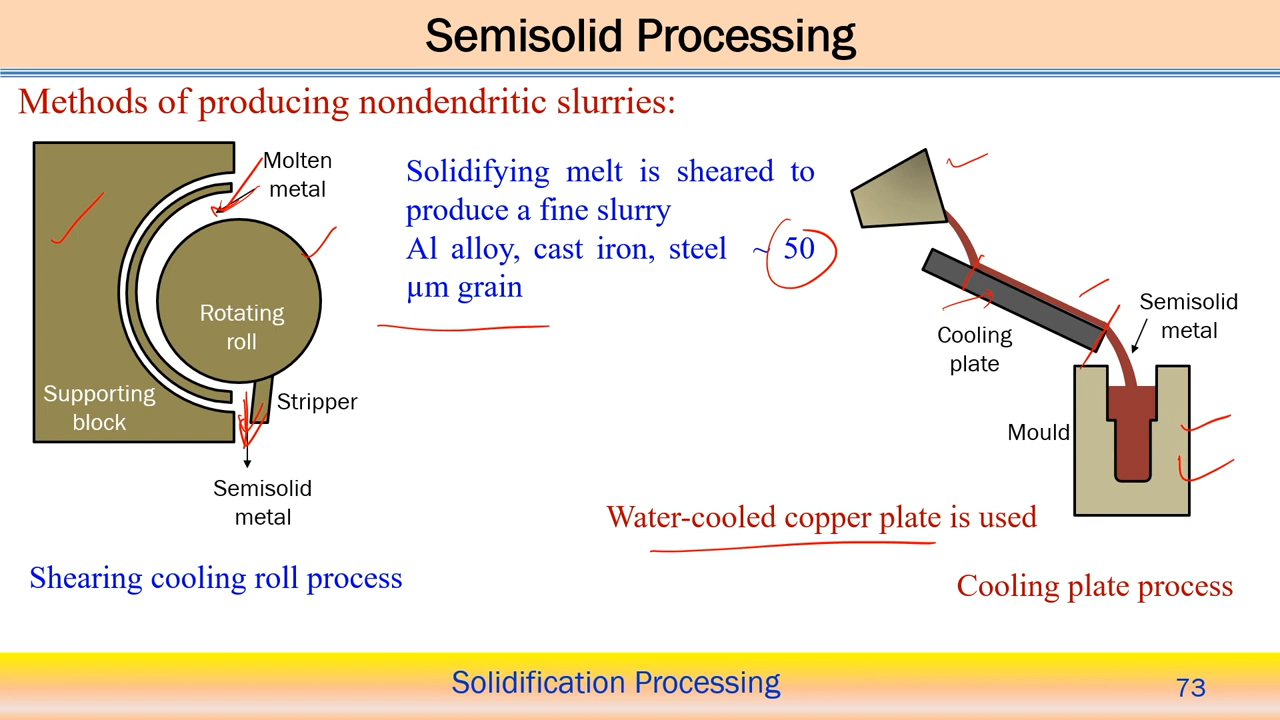 Semisolid Processing
Methods of producing nondendritic slurries:
Molten
metal
Rotating
roll
Supporting
block
Stripper
Semisolid
metal
Shearing cooling roll process
Solidifying melt is sheared to
produce a fine slurry
Al alloy, cast iron, steel ~ 50
µm grain
Cooling
plate
Semisolid
metal
Mould
Water-cooled copper plate is used
Cooling plate process
Solidification Processing
73